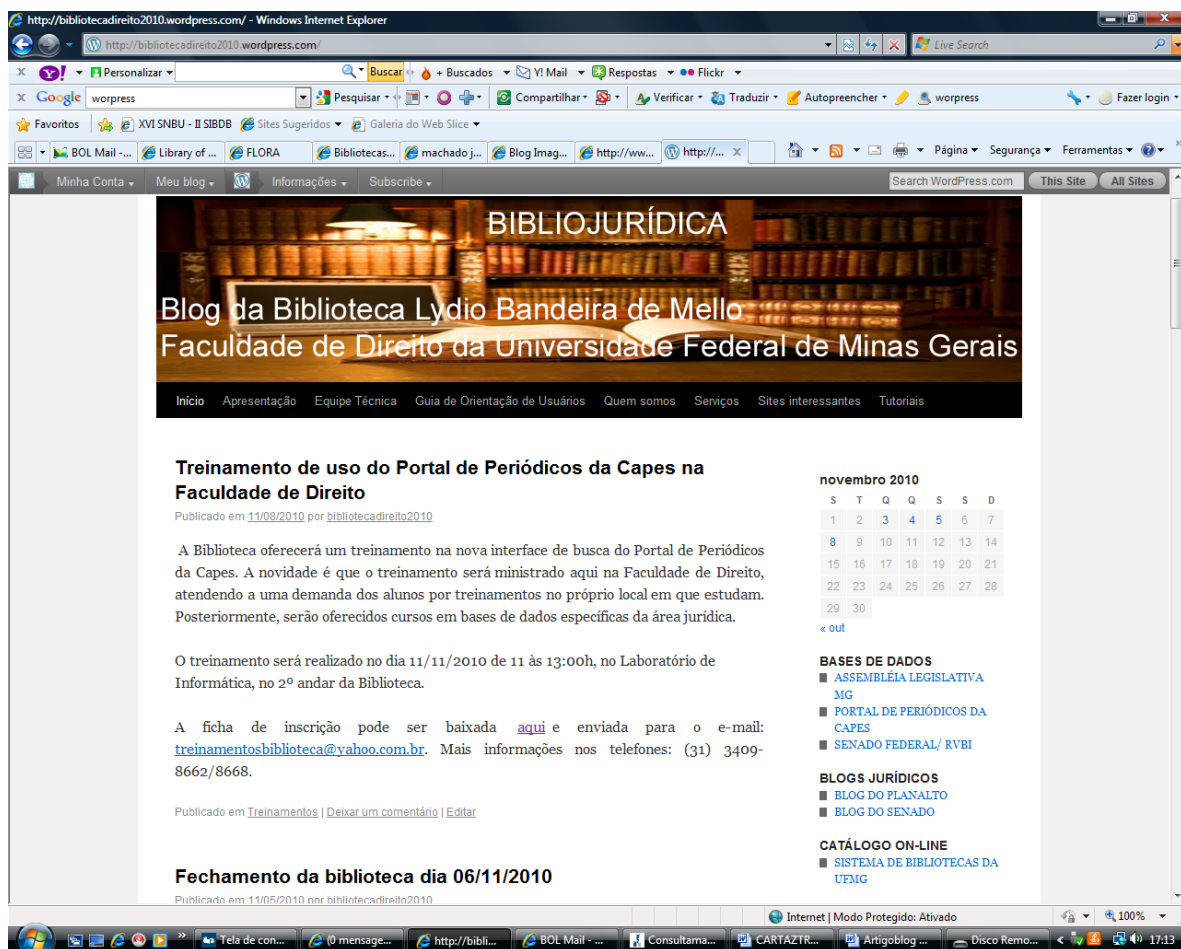 http://bibliotecadireito2010.wordpress.com/ - Windows Internet Explorer
http://bibliotecadireito2010.wordpress.com/ Live Search
Personalizar Buscar + Buscados Y! Mail Respostas Flickr
Google worpress Pesquisar Compartilhar Verificar Traduzir Autopreencher worpress Fazer login
Favoritos XVI SNBU - II SIBDB Sites Sugeridos Galeria do Web Slice
BOL Mail -... Library of ... FLORA Bibliotecas... machado j... Blog Imag... http://ww... http://... Página Segurança Ferramentas
Minha Conta Meu blog Informações Subscribe Search WordPress.com This Site All Sites
BIBLIOJURÍDICA
Blog da Biblioteca Lydio Bandeira de Mello
Faculdade de Direito da Universidade Federal de Minas Gerais
Início Apresentação Equipe Técnica Guia de Orientação de Usuários Quem somos Serviços Sites interessantes Tutoriais
Treinamento de uso do Portal de Periódicos da Capes na
Faculdade de Direito
Publicado em 11/08/2010 por bibliotecadireito2010
A Biblioteca oferecerá um treinamento na nova interface de busca do Portal de Periódicos
da Capes. A novidade é que o treinamento será ministrado aqui na Faculdade de Direito,
atendendo a uma demanda dos alunos por treinamentos no próprio local em que estudam.
Posteriormente, serão oferecidos cursos em bases de dados específicas da área jurídica.
O treinamento será realizado no dia 11/11/2010 de 11 às 13:00h, no Laboratório de
Informática, no 2º andar da Biblioteca.
A ficha de inscrição pode ser baixada aqui e enviada para o e-mail:
treinamentosbiblioteca@yahoo.com.br. Mais informações nos telefones: (31) 3409-
8662/8668.
Publicado em Treinamentos | Deixar um comentário | Editar
Fechamento da biblioteca dia 06/11/2010
Publicado em 11/05/2010 por bibliotecadireito2010
novembro 2010
S T Q Q S S D
1 2 3 4 5 6 7
8 9 10 11 12 13 14
15 16 17 18 19 20 21
22 23 24 25 26 27 28
29 30
« out
BASES DE DADOS
ASSEMBLÉIA LEGISLATIVA
MG
PORTAL DE PERIÓDICOS DA
CAPES
SENADO FEDERAL/ RVBI
BLOGS JURÍDICOS
BLOG DO PLANALTO
BLOG DO SENADO
CATÁLOGO ON-LINE
SISTEMA DE BIBLIOTECAS DA
UFMG
Internet | Modo Protegido: Ativado 100%
Tela de con... (0 mensage... http://bibli... BOL Mail - ... Consultama... CARTAZTR... Artigoblog ... Disco Remo... 17:13